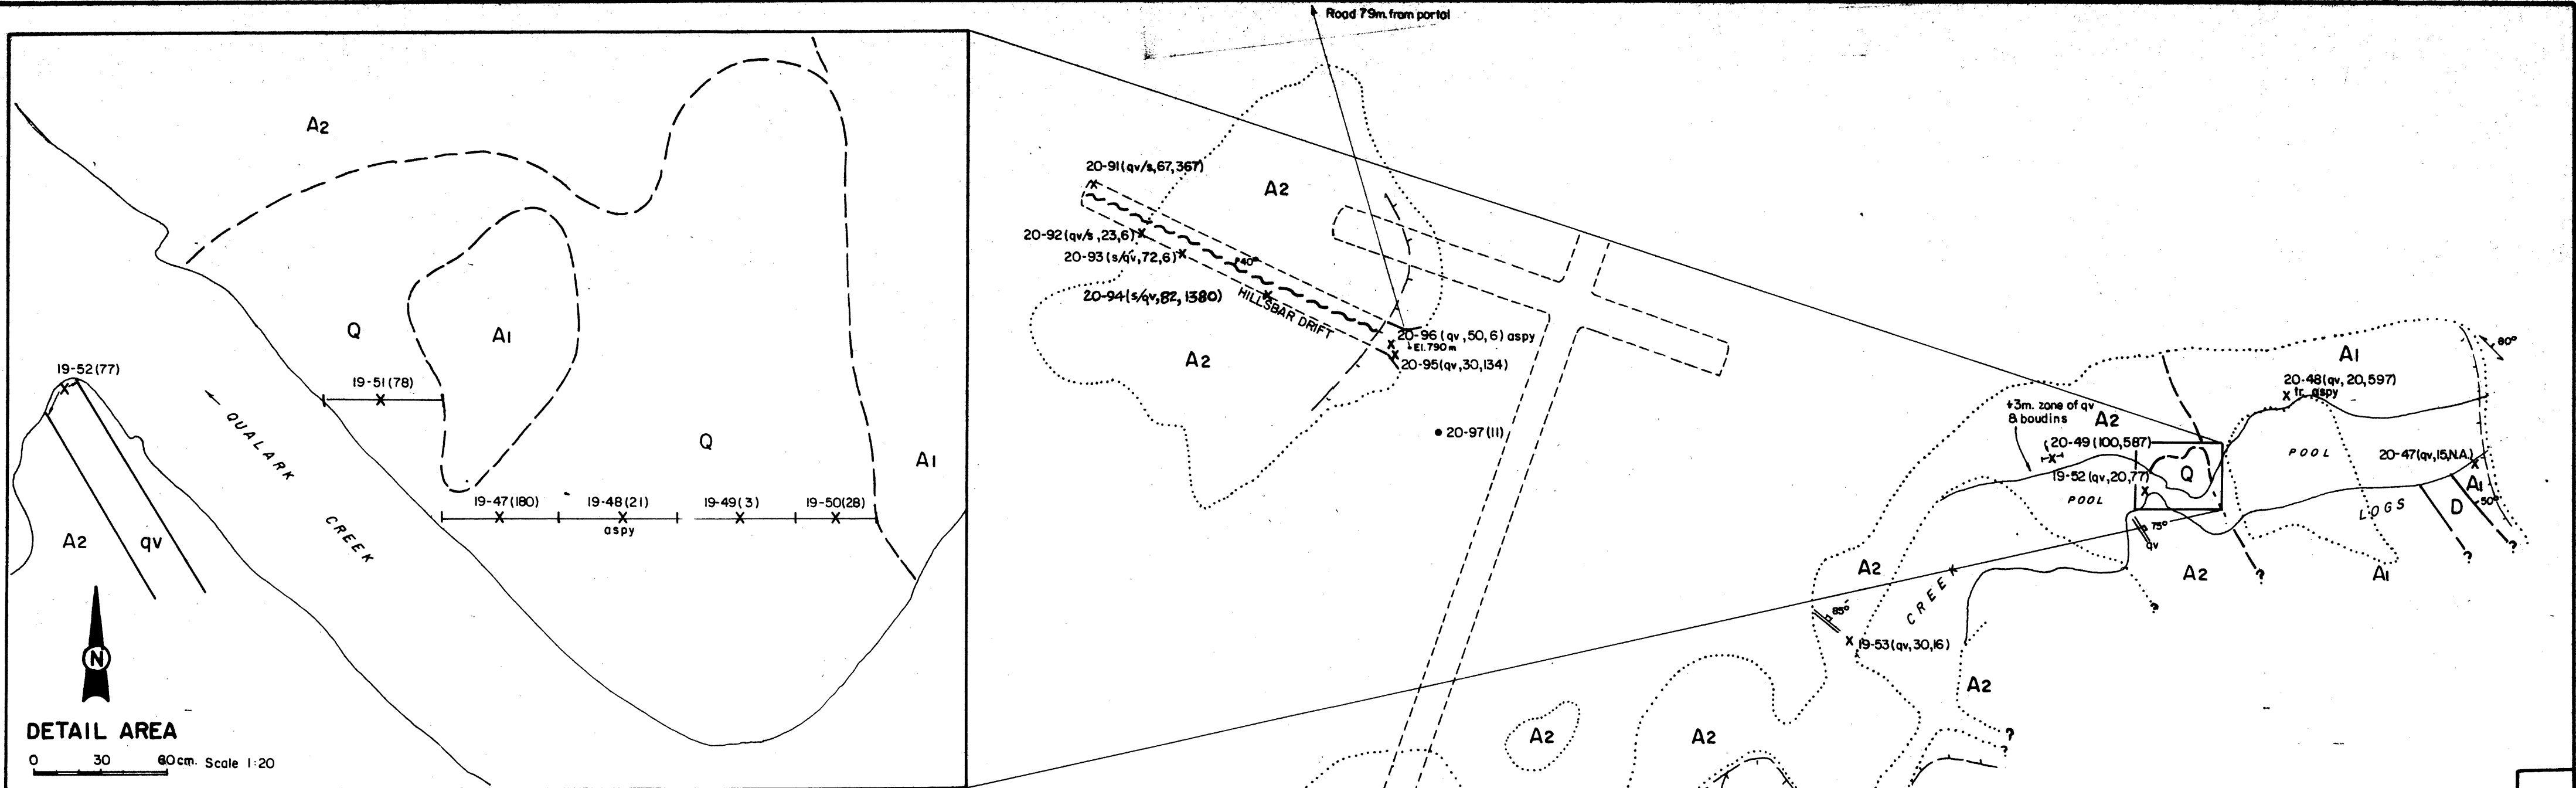 Road 79m. from portal
A2
19-52(77)
Q
A1
19-51(78)
QUALARK
CREEK
Q
A1
19-47(180)
19-48(21)
aspy
19-49(3)
19-50(28)
A2
qv
N
DETAIL AREA
0 30 60cm. Scale 1:20
20-91(qv/s,67,367)
A2
20-92(qv/s,23,6)
20-93(s/qv,72,6)
40°
20-94(s/qv,82,1380)
HILLSBAR DRIFT
A2
20-96(qv,50,6) aspy
El.790m
20-95(qv,30,134)
20-97(11)
80°
A1
20-48(qv,20,597)
tr. aspy
±3m. zone of qv
& boudins
A2
20-49(100,587)
19-52(qv,20,77)
Q
POOL
POOL
20-47(qv,15,N.A.)
A1
50°
D
LOGS
75°
qv
?
?
?
?
A2
A1
A2
CREEK
85°
19-53(qv,30,16)
A2
?
?
A2
A2